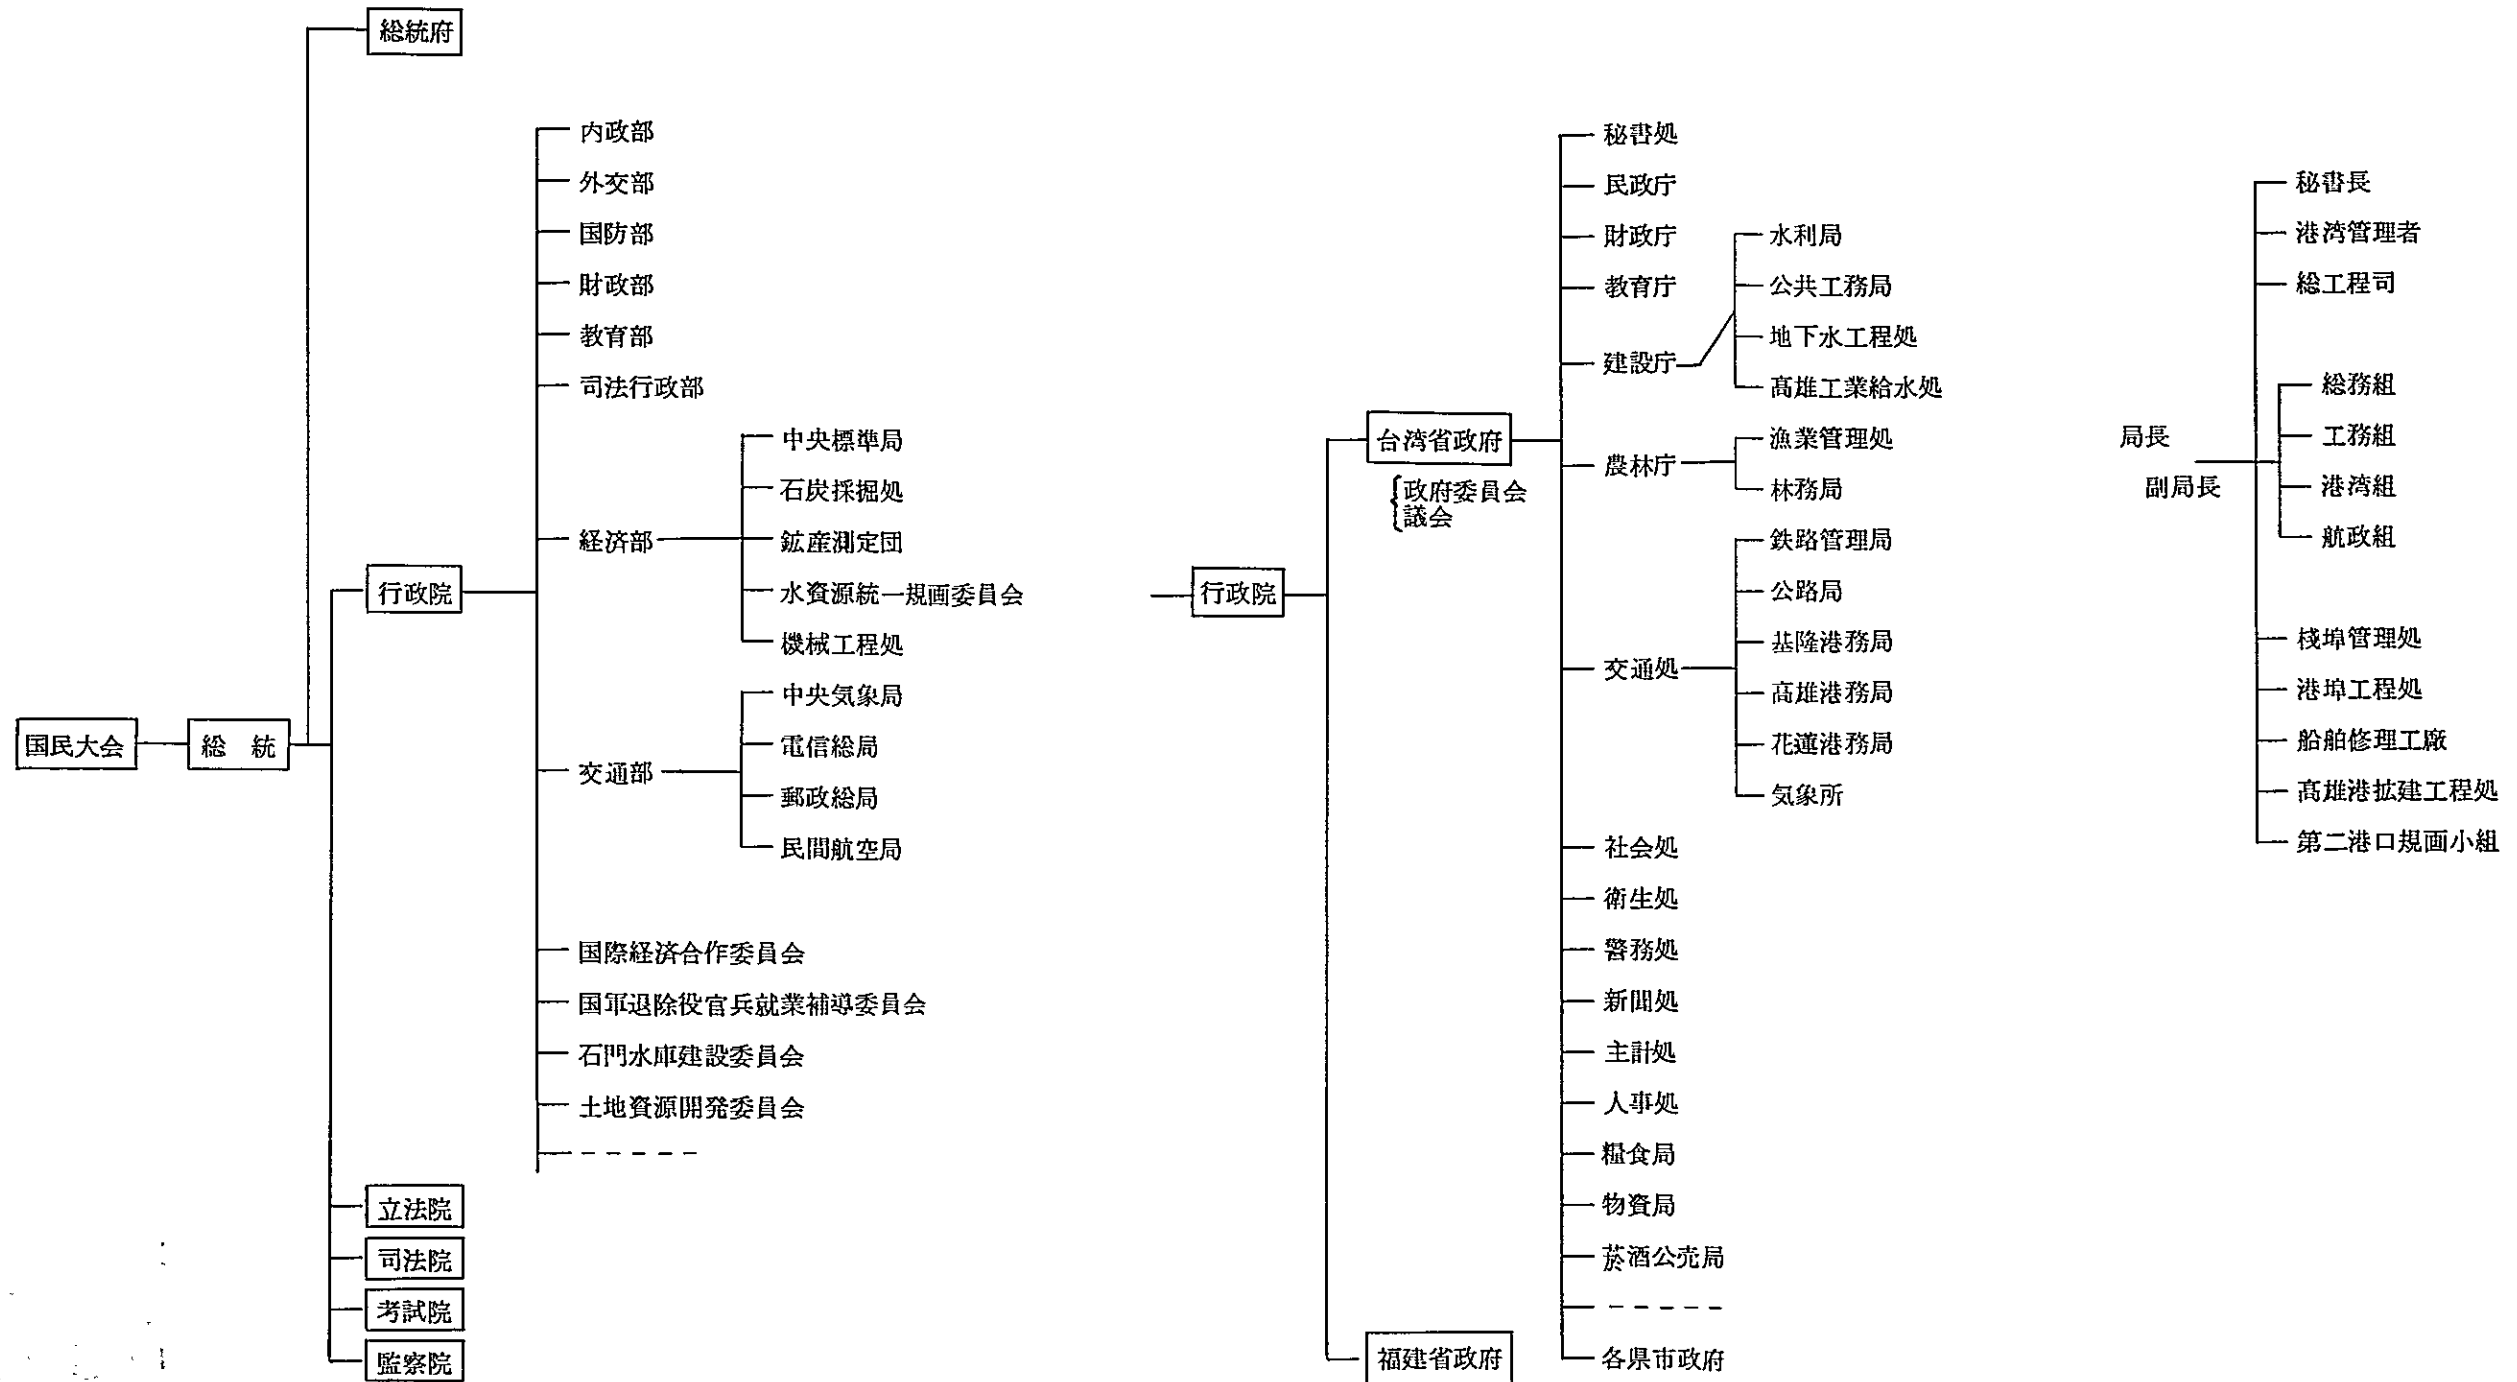 総統府
内政部
外交部
国防部
財政部
教育部
司法行政部
中央標準局
石炭採掘処
経済部
鉱産測定団
水資源統一規画委員会
機械工程処
行政院
中央気象局
電信総局
交通部
郵政総局
民間航空局
国民大会
総 統
国際経済合作委員会
国軍退除役官兵就業補導委員会
石門水庫建設委員会
土地資源開発委員会
立法院
司法院
考試院
監察院
行政院
台湾省政府
政府委員会
議会
福建省政府
秘書処
民政庁
財政庁
教育庁
建設庁
水利局
公共工務局
地下水工程処
高雄工業給水処
農林庁
漁業管理処
林務局
交通処
鉄路管理局
公路局
基隆港務局
高雄港務局
花蓮港務局
気象所
社会処
衛生処
警務処
新聞処
主計処
人事処
糧食局
物資局
菸酒公売局
各県市政府
局長
副局長
秘書長
港湾管理者
総工程司
総務組
工務組
港湾組
航政組
棧埠管理処
港埠工程処
船舶修理工廠
高雄港拡建工程処
第二港口規画小組